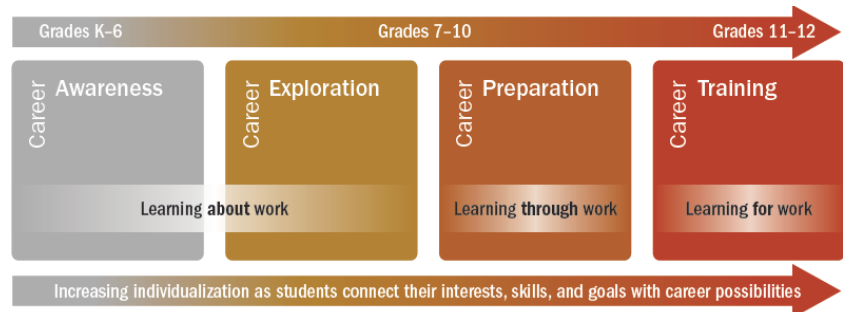 Grades K–6 Grades 7–10 Grades 11–12
Career Awareness
Career Exploration
Career Preparation
Career Training
Learning about work
Learning through work
Learning for work
Increasing individualization as students connect their interests, skills, and goals with career possibilities